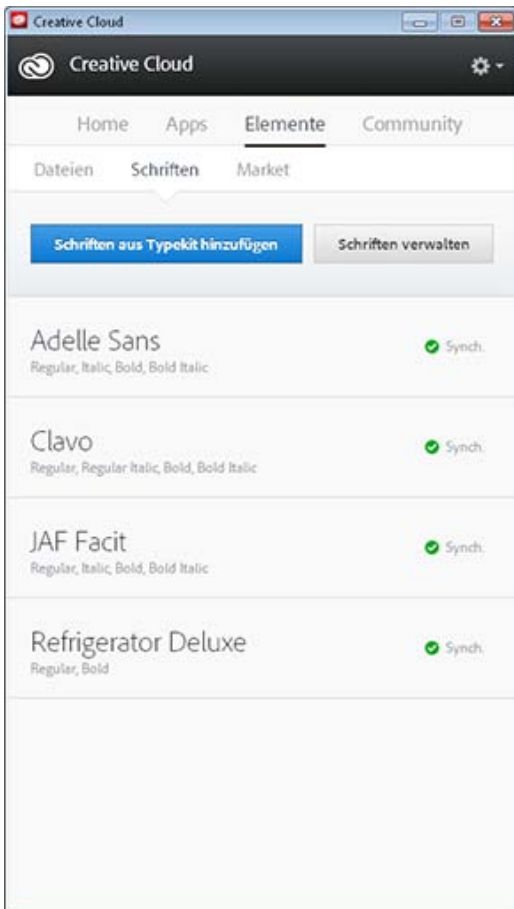 Creative Cloud
Creative Cloud
Home Apps Elemente Community
Dateien Schriften Market
Schriften aus Typekit hinzufügen Schriften verwalten
Adelle Sans
Synch.
Regular, Italic, Bold, Bold Italic
Clavo
Synch.
Regular, Regular Italic, Bold, Bold Italic
JAF Facit
Synch.
Regular, Italic, Bold, Bold Italic
Refrigerator Deluxe
Synch.
Regular, Bold